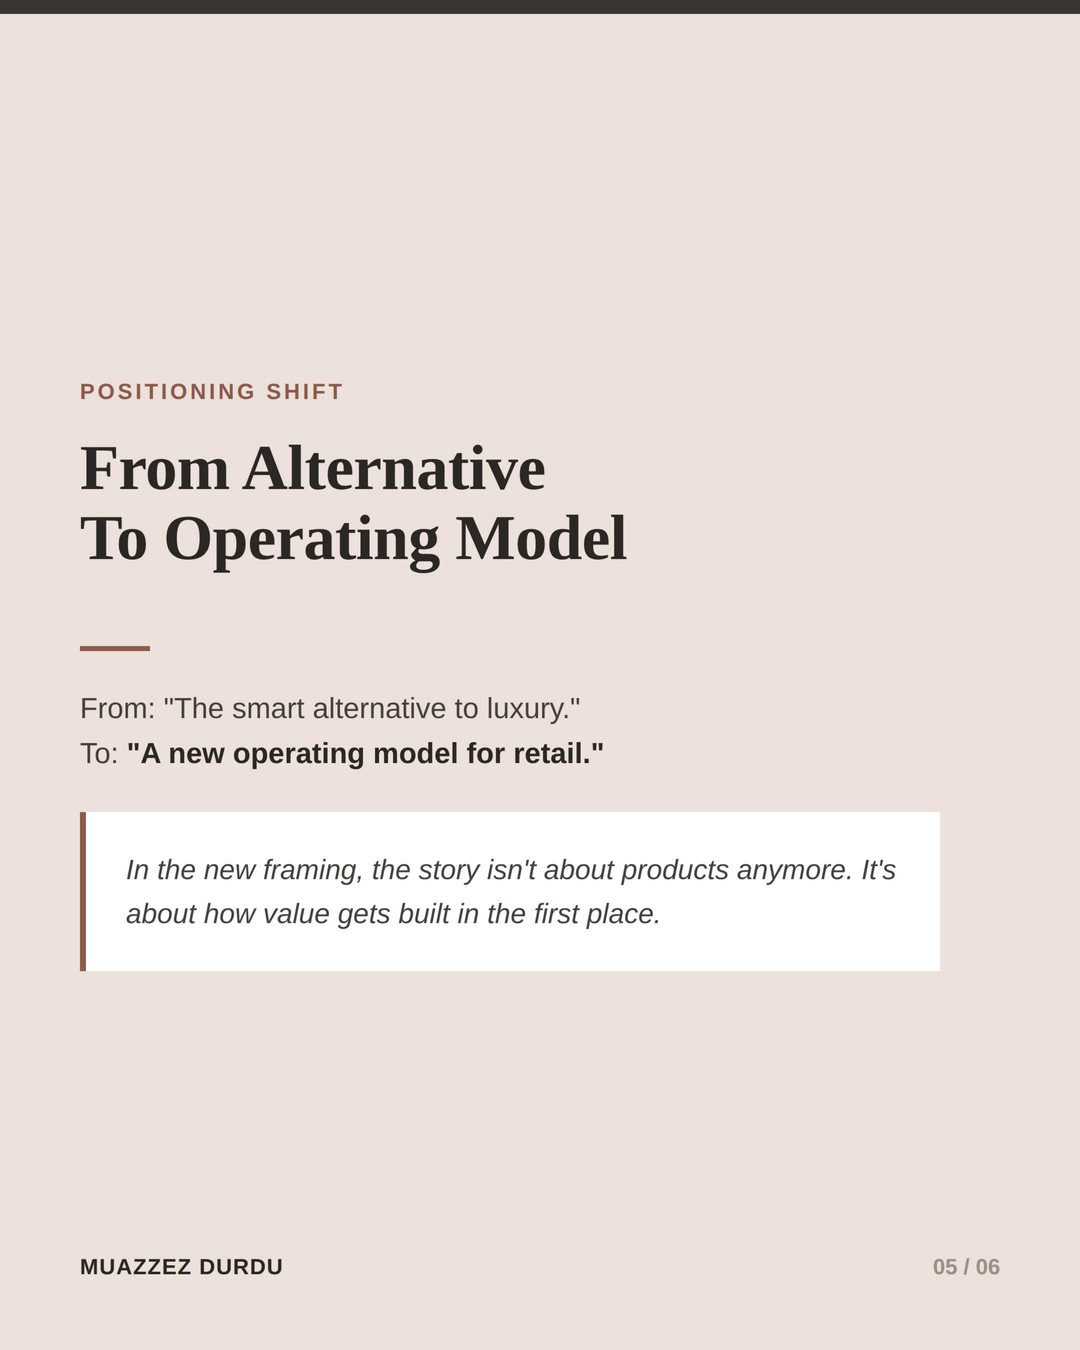 POSITIONING SHIFT
From Alternative
To Operating Model
From: "The smart alternative to luxury."
To: "A new operating model for retail."
In the new framing, the story isn't about products anymore. It's
about how value gets built in the first place.
MUAZZEZ DURDU
05 / 06